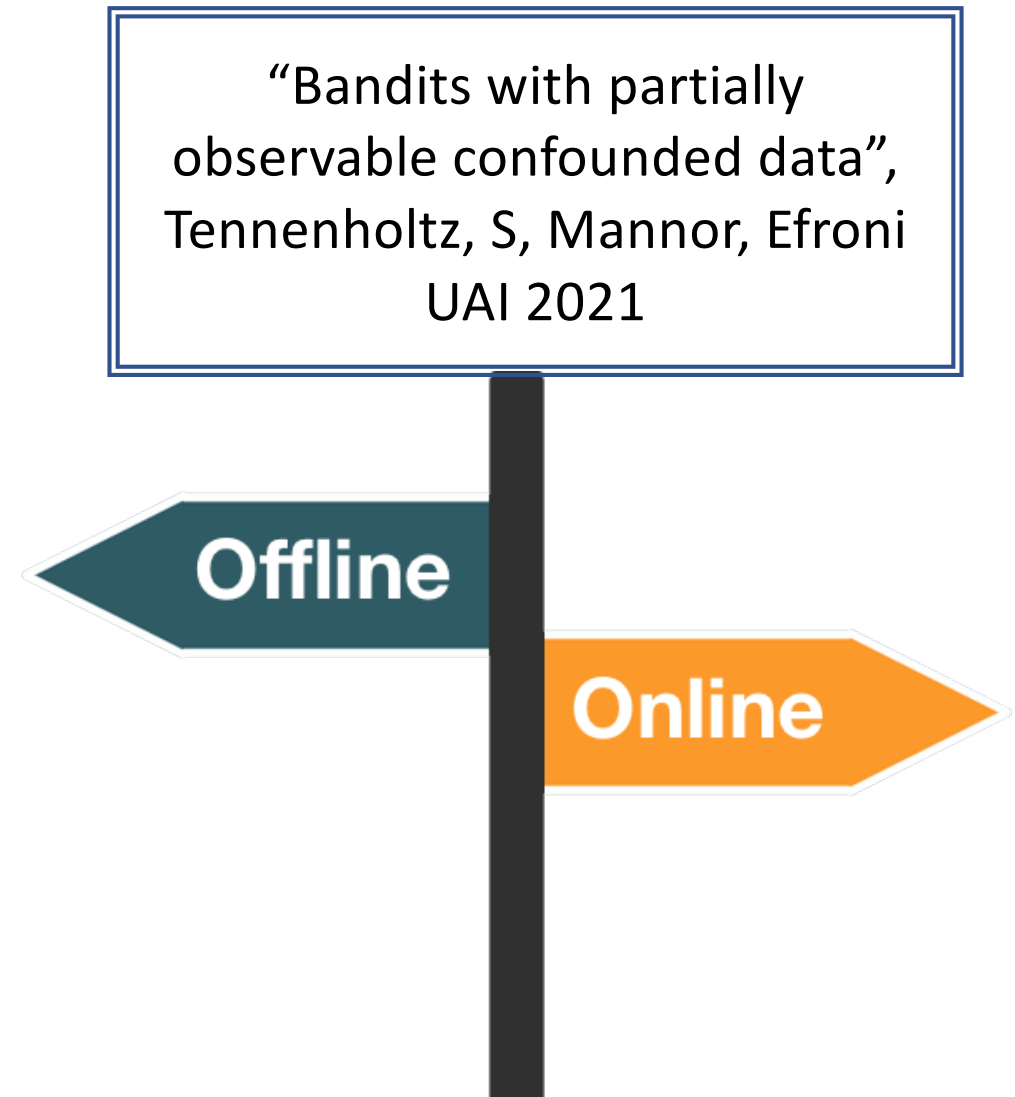 “Bandits with partially
observable confounded data”,
Tennenholtz, S, Mannor, Efroni
UAI 2021
Offline
Online